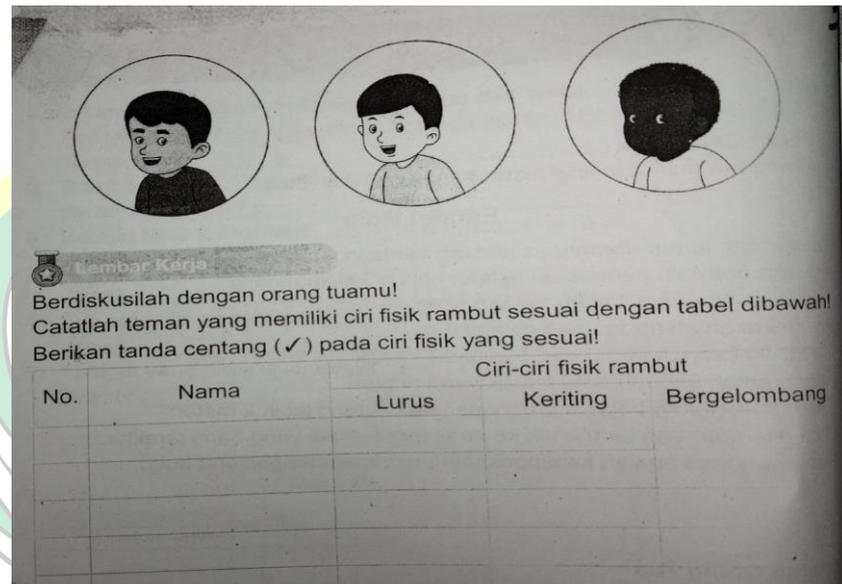 Lembar Kerja
Berdiskusilah dengan orang tuamu!
Catatlah teman yang memiliki ciri fisik rambut sesuai dengan tabel dibawah!
Berikan tanda centang (✓) pada ciri fisik yang sesuai!
No. Nama Ciri-ciri fisik rambut
Lurus Keriting Bergelombang